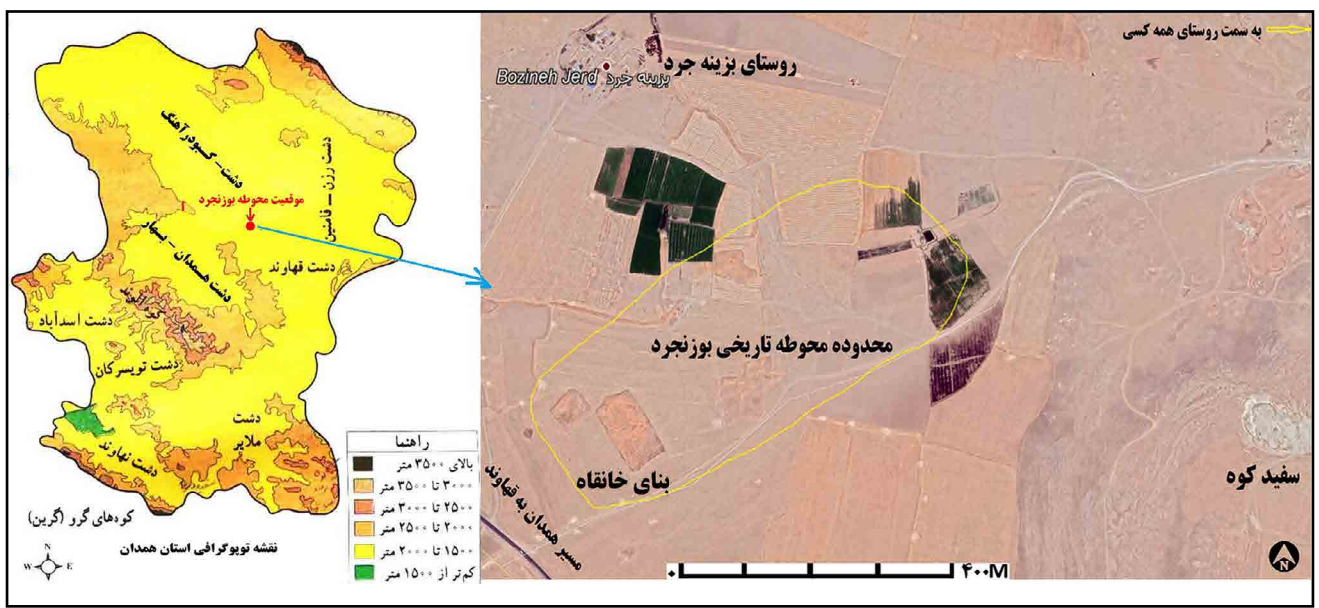 دشت - کبودرآهنگ
دشت رزن - فامنین
موقعیت محوطه بوزنجرد
دشت همدان - بهار
دشت قهاوند
کوه الوند
دشت اسدآباد
دشت تویسرکان
دشت
ملایر
دشت نهاوند
کوه‌های گرو (گرین)
نقشه توپوگرافی استان همدان
N
W E
S
راهنما
بالای ۳۵۰۰ متر
۳۰۰۰ تا ۳۵۰۰ متر
۲۵۰۰ تا ۳۰۰۰ متر
۲۰۰۰ تا ۲۵۰۰ متر
۱۵۰۰ تا ۲۰۰۰ متر
کم‌تر از ۱۵۰۰ متر
به سمت روستای همه کسی
روستای بزینه جرد
Bozineh Jerd بزینه جرد
محدوده محوطه تاریخی بوزنجرد
بنای خانقاه
سفید کوه
مسیر همدان به قهاوند
۰ ۴۰۰M
N